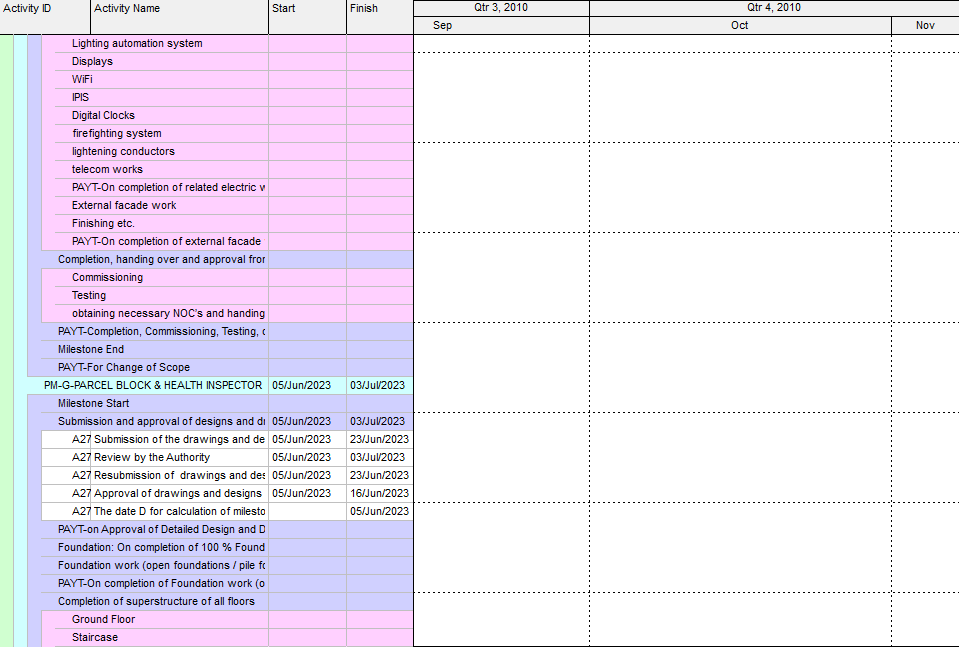 Activity ID Activity Name Start Finish Qtr 3, 2010 Qtr 4, 2010
Sep Oct Nov
Lighting automation system
Displays
WiFi
IPIS
Digital Clocks
firefighting system
lightening conductors
telecom works
PAYT-On completion of related electric w
External facade work
Finishing etc.
PAYT-On completion of external facade
Completion, handing over and approval fror
Commissioning
Testing
obtaining necessary NOC's and handing
PAYT-Completion, Commissioning, Testing, c
Milestone End
PAYT-For Change of Scope
PM-G-PARCEL BLOCK & HEALTH INSPECTOR 05/Jun/2023 03/Jul/2023
Milestone Start
Submission and approval of designs and dr 05/Jun/2023 03/Jul/2023
A27 Submission of the drawings and de 05/Jun/2023 23/Jun/2023
A27 Review by the Authority 05/Jun/2023 03/Jul/2023
A27 Resubmission of drawings and des 05/Jun/2023 23/Jun/2023
A27 Approval of drawings and designs 05/Jun/2023 16/Jun/2023
A27 The date D for calculation of milesto 05/Jun/2023
PAYT-on Approval of Detailed Design and D
Foundation: On completion of 100 % Found
Foundation work (open foundations / pile fo
PAYT-On completion of Foundation work (o
Completion of superstructure of all floors
Ground Floor
Staircase